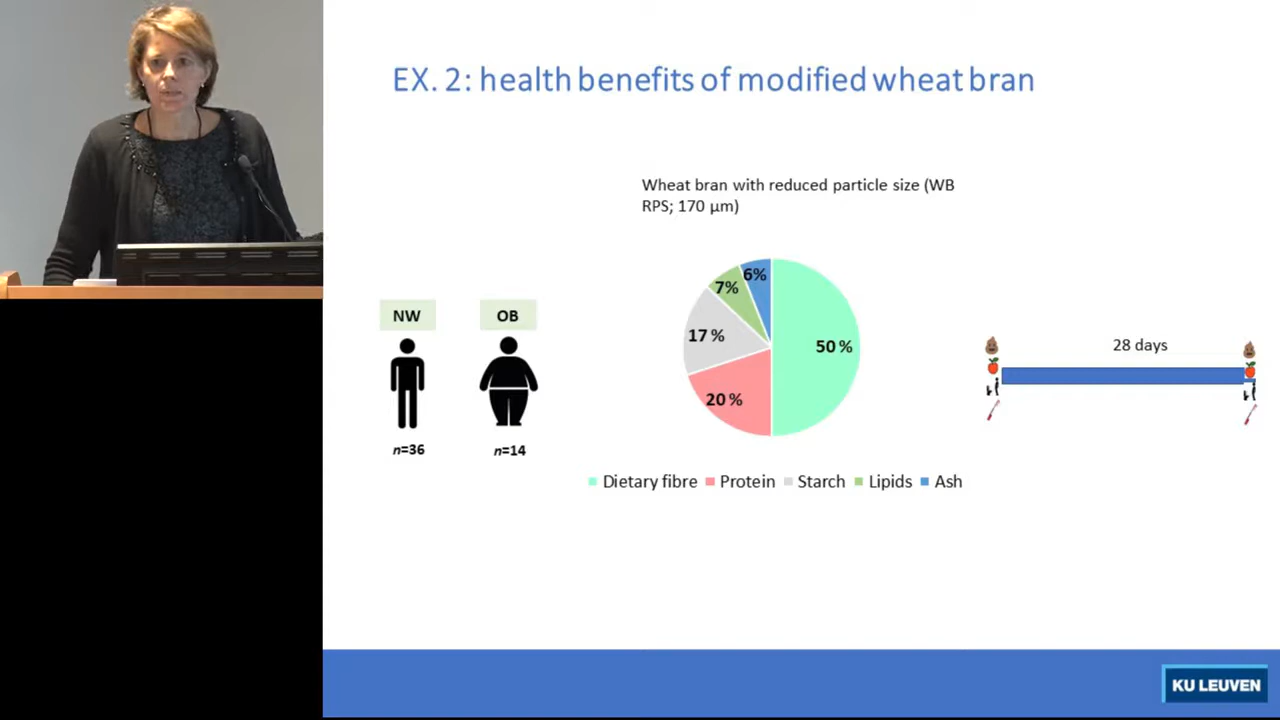 EX. 2: health benefits of modified wheat bran
Wheat bran with reduced particle size (WB
RPS; 170 µm)
NW
OB
n=36
n=14
6%
7%
17 %
50 %
20 %
Dietary fibre Protein Starch Lipids Ash
28 days
KU LEUVEN